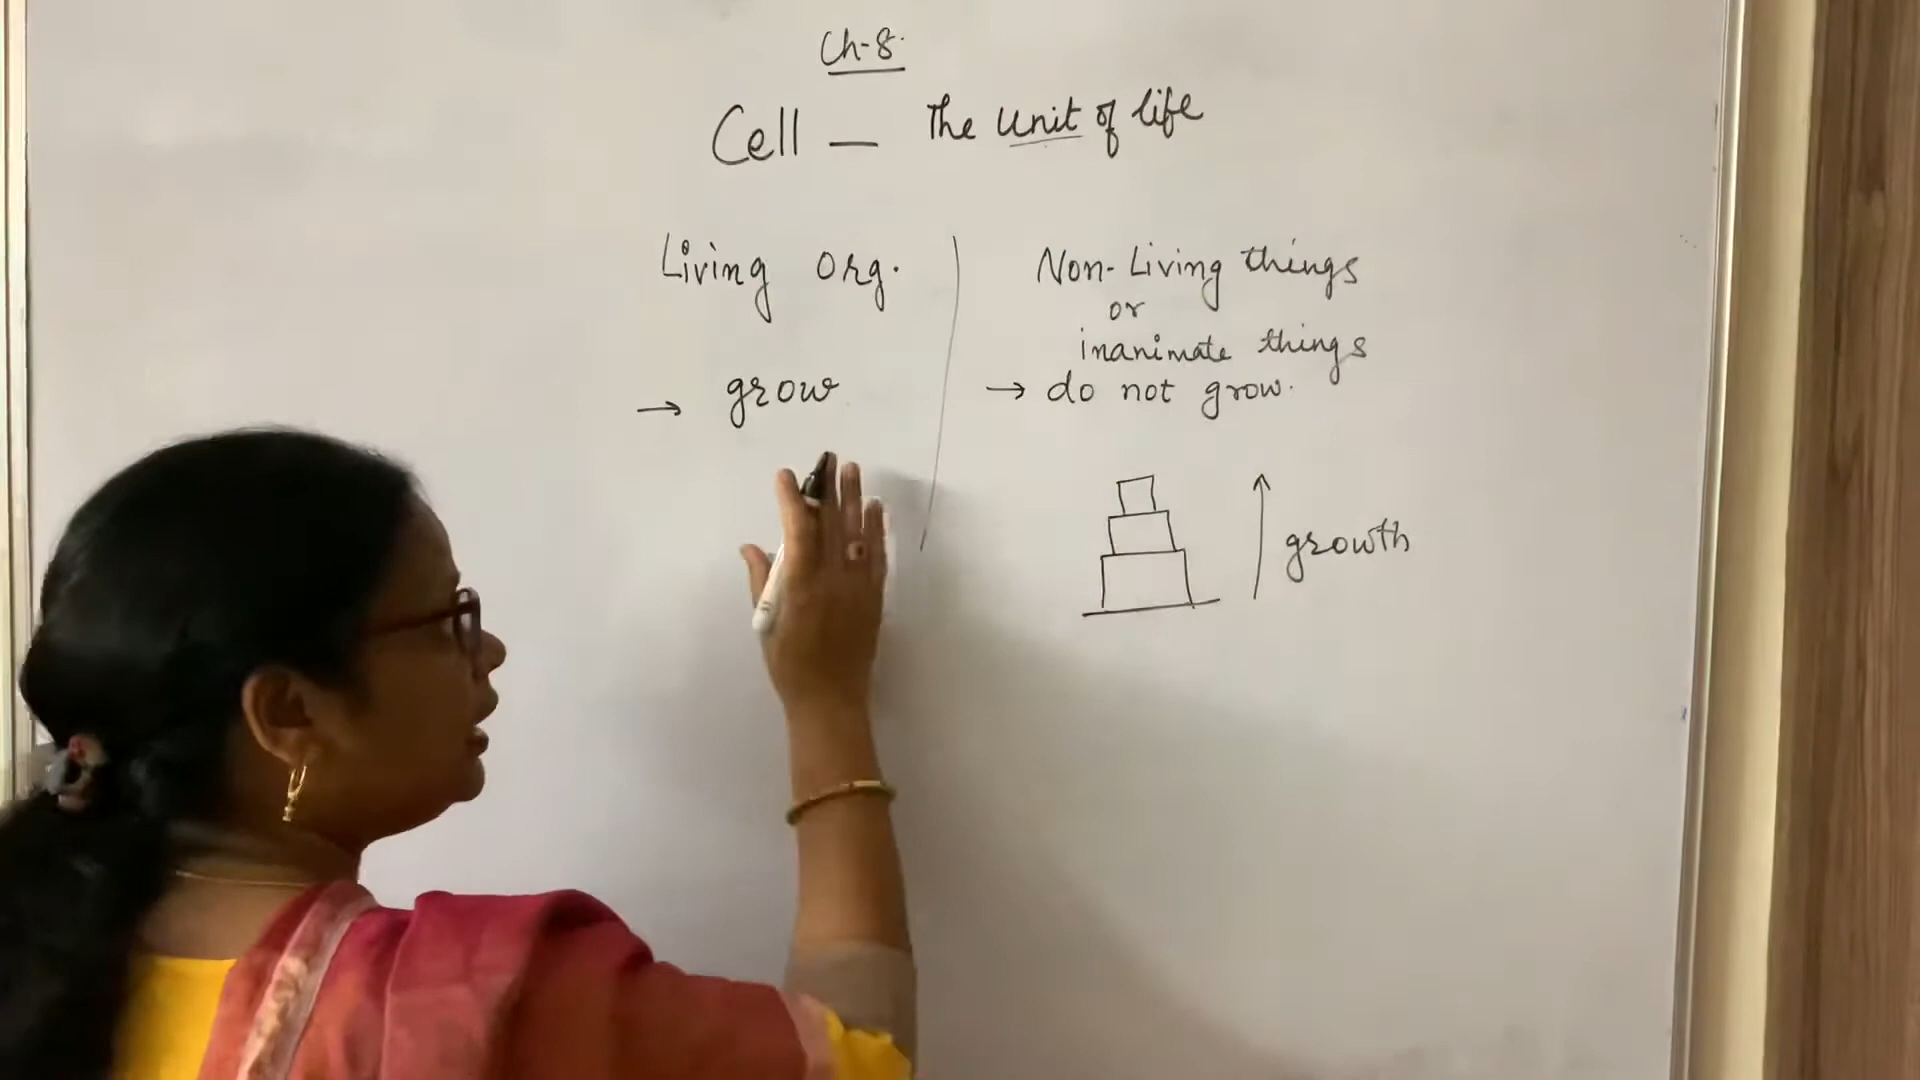 Ch-8.
Cell — The Unit of life
Living Org.
→ grow
Non-Living things
or
inanimate things
→ do not grow.
growth